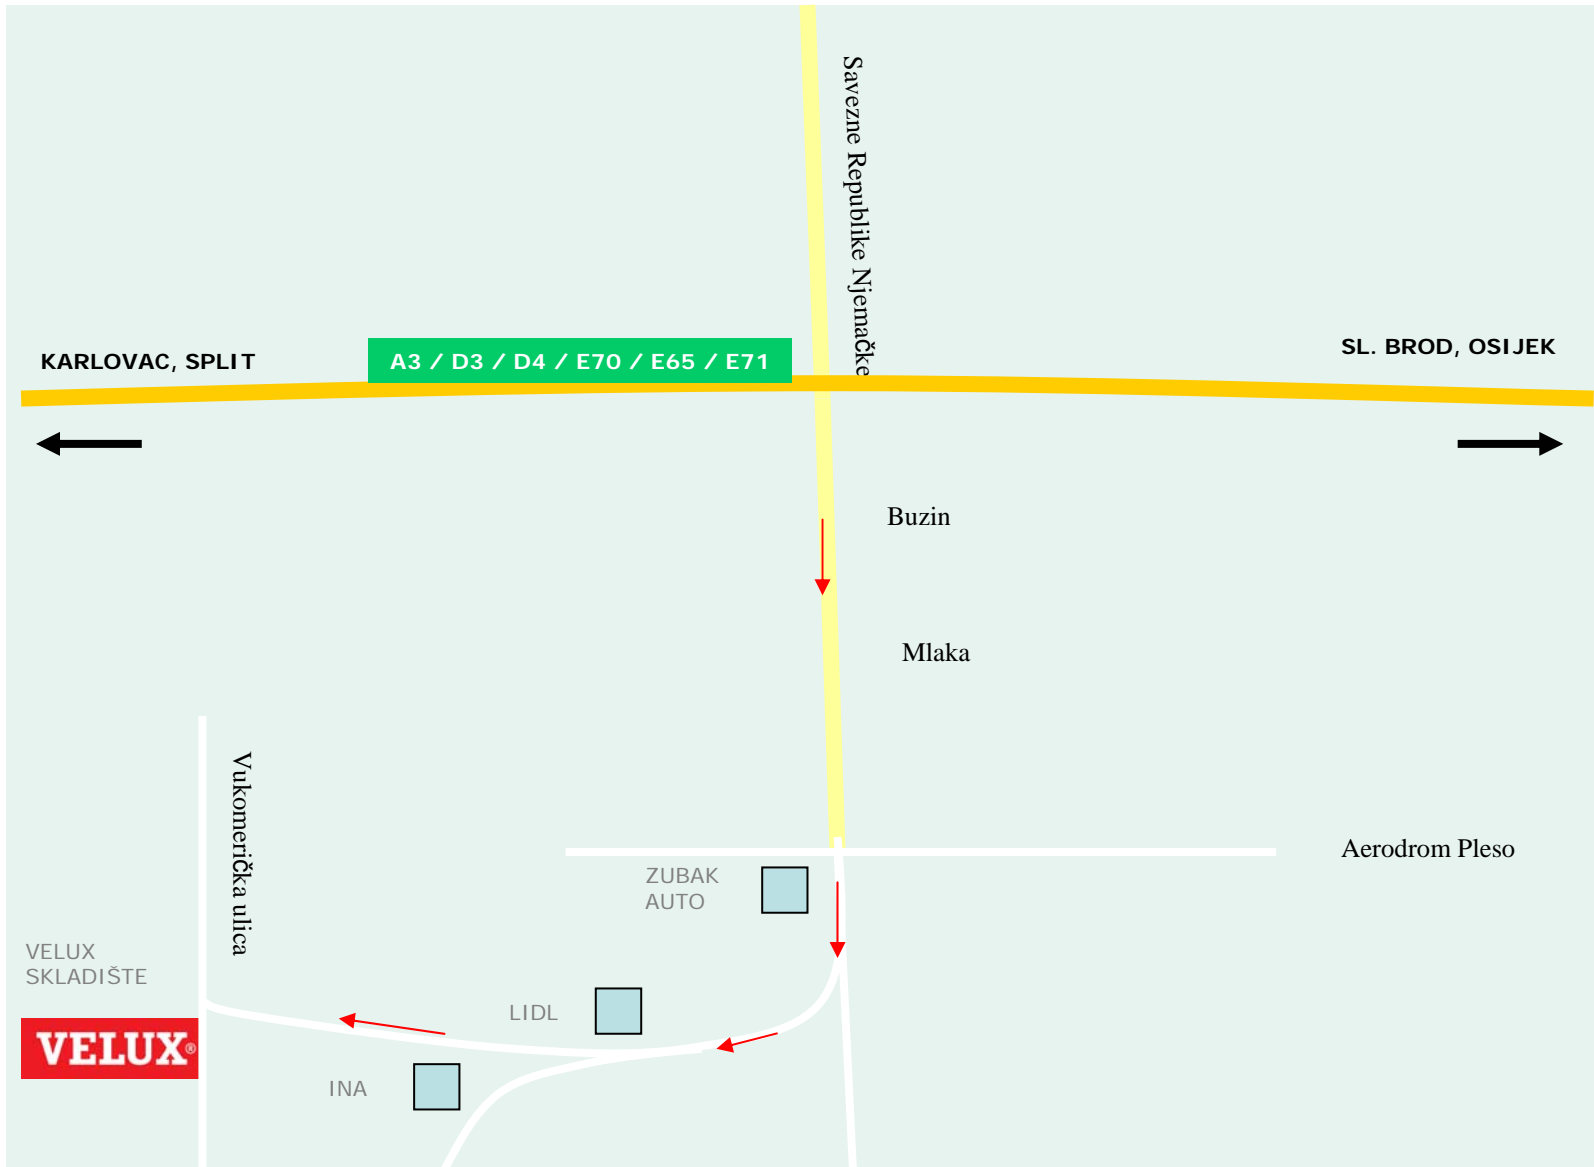 Savezne Republike Njemačke
KARLOVAC, SPLIT
A3 / D3 / D4 / E70 / E65 / E71
SL. BROD, OSIJEK
Buzin
Mlaka
Vukomerička ulica
Aerodrom Pleso
ZUBAK
AUTO
VELUX
SKLADIŠTE
LIDL
VELUX®
INA